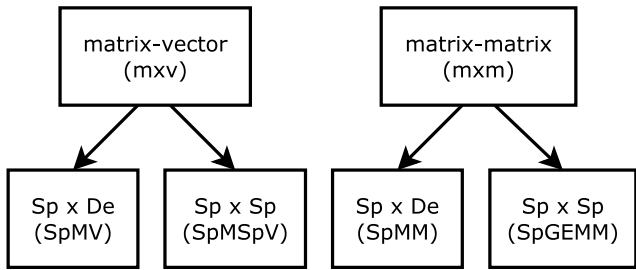 matrix-vector
(mxv)
matrix-matrix
(mxm)
Sp x De
(SpMV)
Sp x Sp
(SpMSpV)
Sp x De
(SpMM)
Sp x Sp
(SpGEMM)